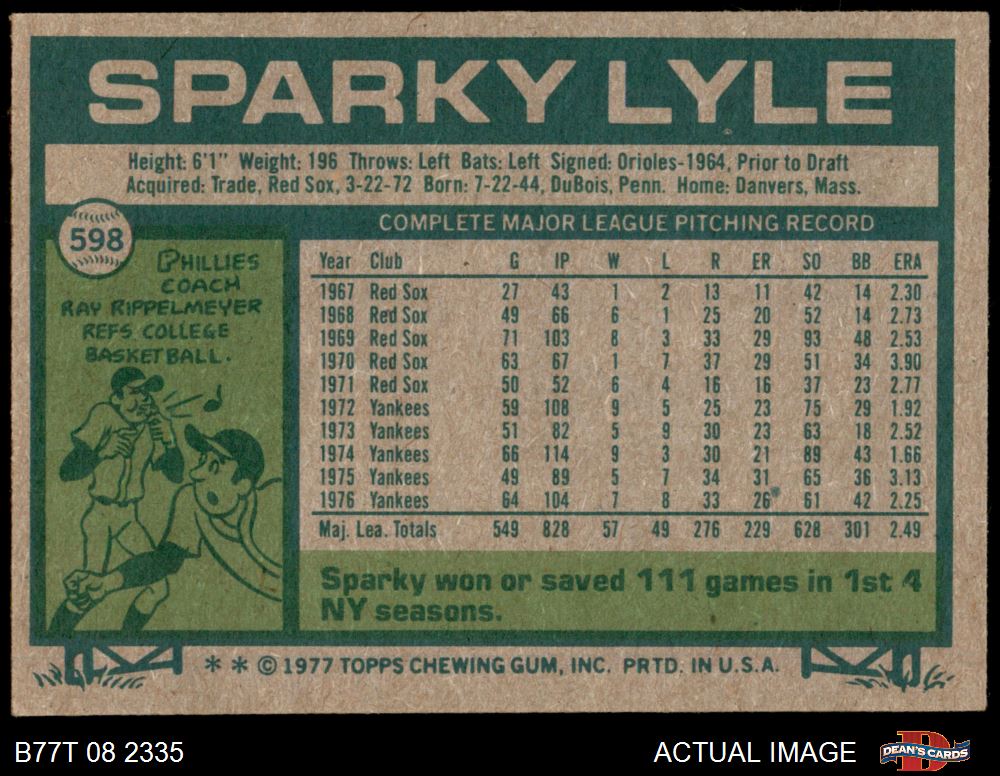 SPARKY LYLE
Height: 6'1" Weight: 196 Throws: Left Bats: Left Signed: Orioles-1964, Prior to Draft
Acquired: Trade, Red Sox, 3-22-72 Born: 7-22-44, DuBois, Penn. Home: Danvers, Mass.
598
PHILLIES
COACH
RAY RIPPELMEYER
REFS COLLEGE
BASKETBALL.
COMPLETE MAJOR LEAGUE PITCHING RECORD
Year Club G IP W L R ER SO BB ERA
1967 Red Sox 27 43 1 2 13 11 42 14 2.30
1968 Red Sox 49 66 6 1 25 20 52 14 2.73
1969 Red Sox 71 103 8 3 33 29 93 48 2.53
1970 Red Sox 63 67 1 7 37 29 51 34 3.90
1971 Red Sox 50 52 6 4 16 16 37 23 2.77
1972 Yankees 59 108 9 5 25 23 75 29 1.92
1973 Yankees 51 82 5 9 30 23 63 18 2.52
1974 Yankees 66 114 9 3 30 21 89 43 1.66
1975 Yankees 49 89 5 7 34 31 65 36 3.13
1976 Yankees 64 104 7 8 33 26 61 42 2.25
Maj. Lea. Totals 549 828 57 49 276 229 628 301 2.49
Sparky won or saved 111 games in 1st 4
NY seasons.
* * © 1977 TOPPS CHEWING GUM, INC. PRTD. IN U.S.A.
B77T 08 2335 ACTUAL IMAGE DEAN'S CARDS